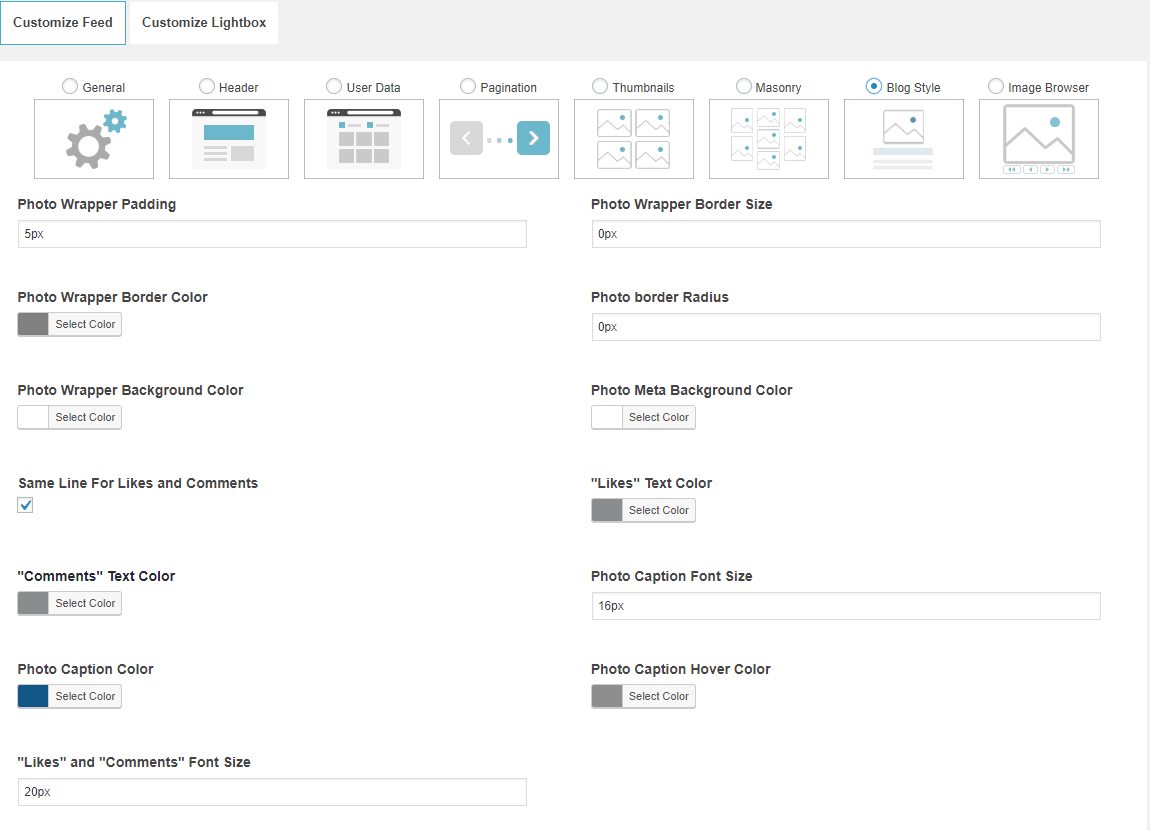 Customize Feed Customize Lightbox
General Header User Data Pagination Thumbnails Masonry Blog Style Image Browser
Photo Wrapper Padding Photo Wrapper Border Size
5px 0px
Photo Wrapper Border Color Photo border Radius
Select Color 0px
Photo Wrapper Background Color Photo Meta Background Color
Select Color Select Color
Same Line For Likes and Comments "Likes" Text Color
Select Color
"Comments" Text Color Photo Caption Font Size
Select Color 16px
Photo Caption Color Photo Caption Hover Color
Select Color Select Color
"Likes" and "Comments" Font Size
20px